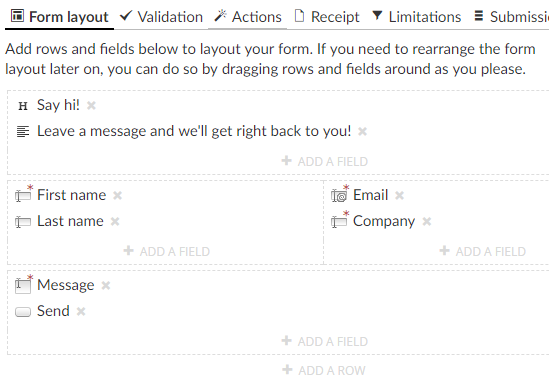 Form layout Validation Actions Receipt Limitations Submissi
Add rows and fields below to layout your form. If you need to rearrange the form
layout later on, you can do so by dragging rows and fields around as you please.
H Say hi!
Leave a message and we'll get right back to you!
ADD A FIELD
First name
Last name
ADD A FIELD
Email
Company
ADD A FIELD
Message
Send
ADD A FIELD
ADD A ROW